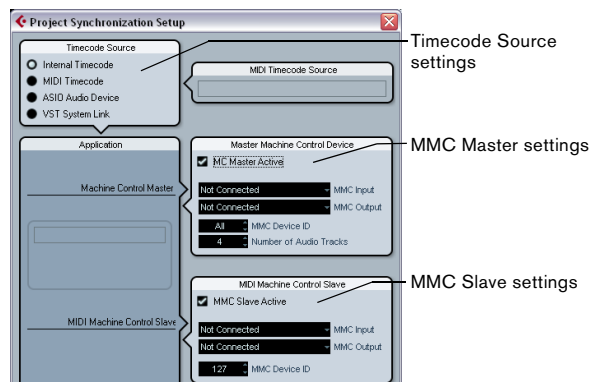 Project Synchronization Setup
Timecode Source
Internal Timecode
MIDI Timecode
ASIO Audio Device
VST System Link
MIDI Timecode Source
Timecode Source
settings
Application
Machine Control Master
MIDI Machine Control Slave
Master Machine Control Device
MC Master Active
Not Connected MMC Input
Not Connected MMC Output
All MMC Device ID
4 Number of Audio Tracks
MMC Master settings
MIDI Machine Control Slave
MMC Slave Active
Not Connected MMC Input
Not Connected MMC Output
127 MMC Device ID
MMC Slave settings